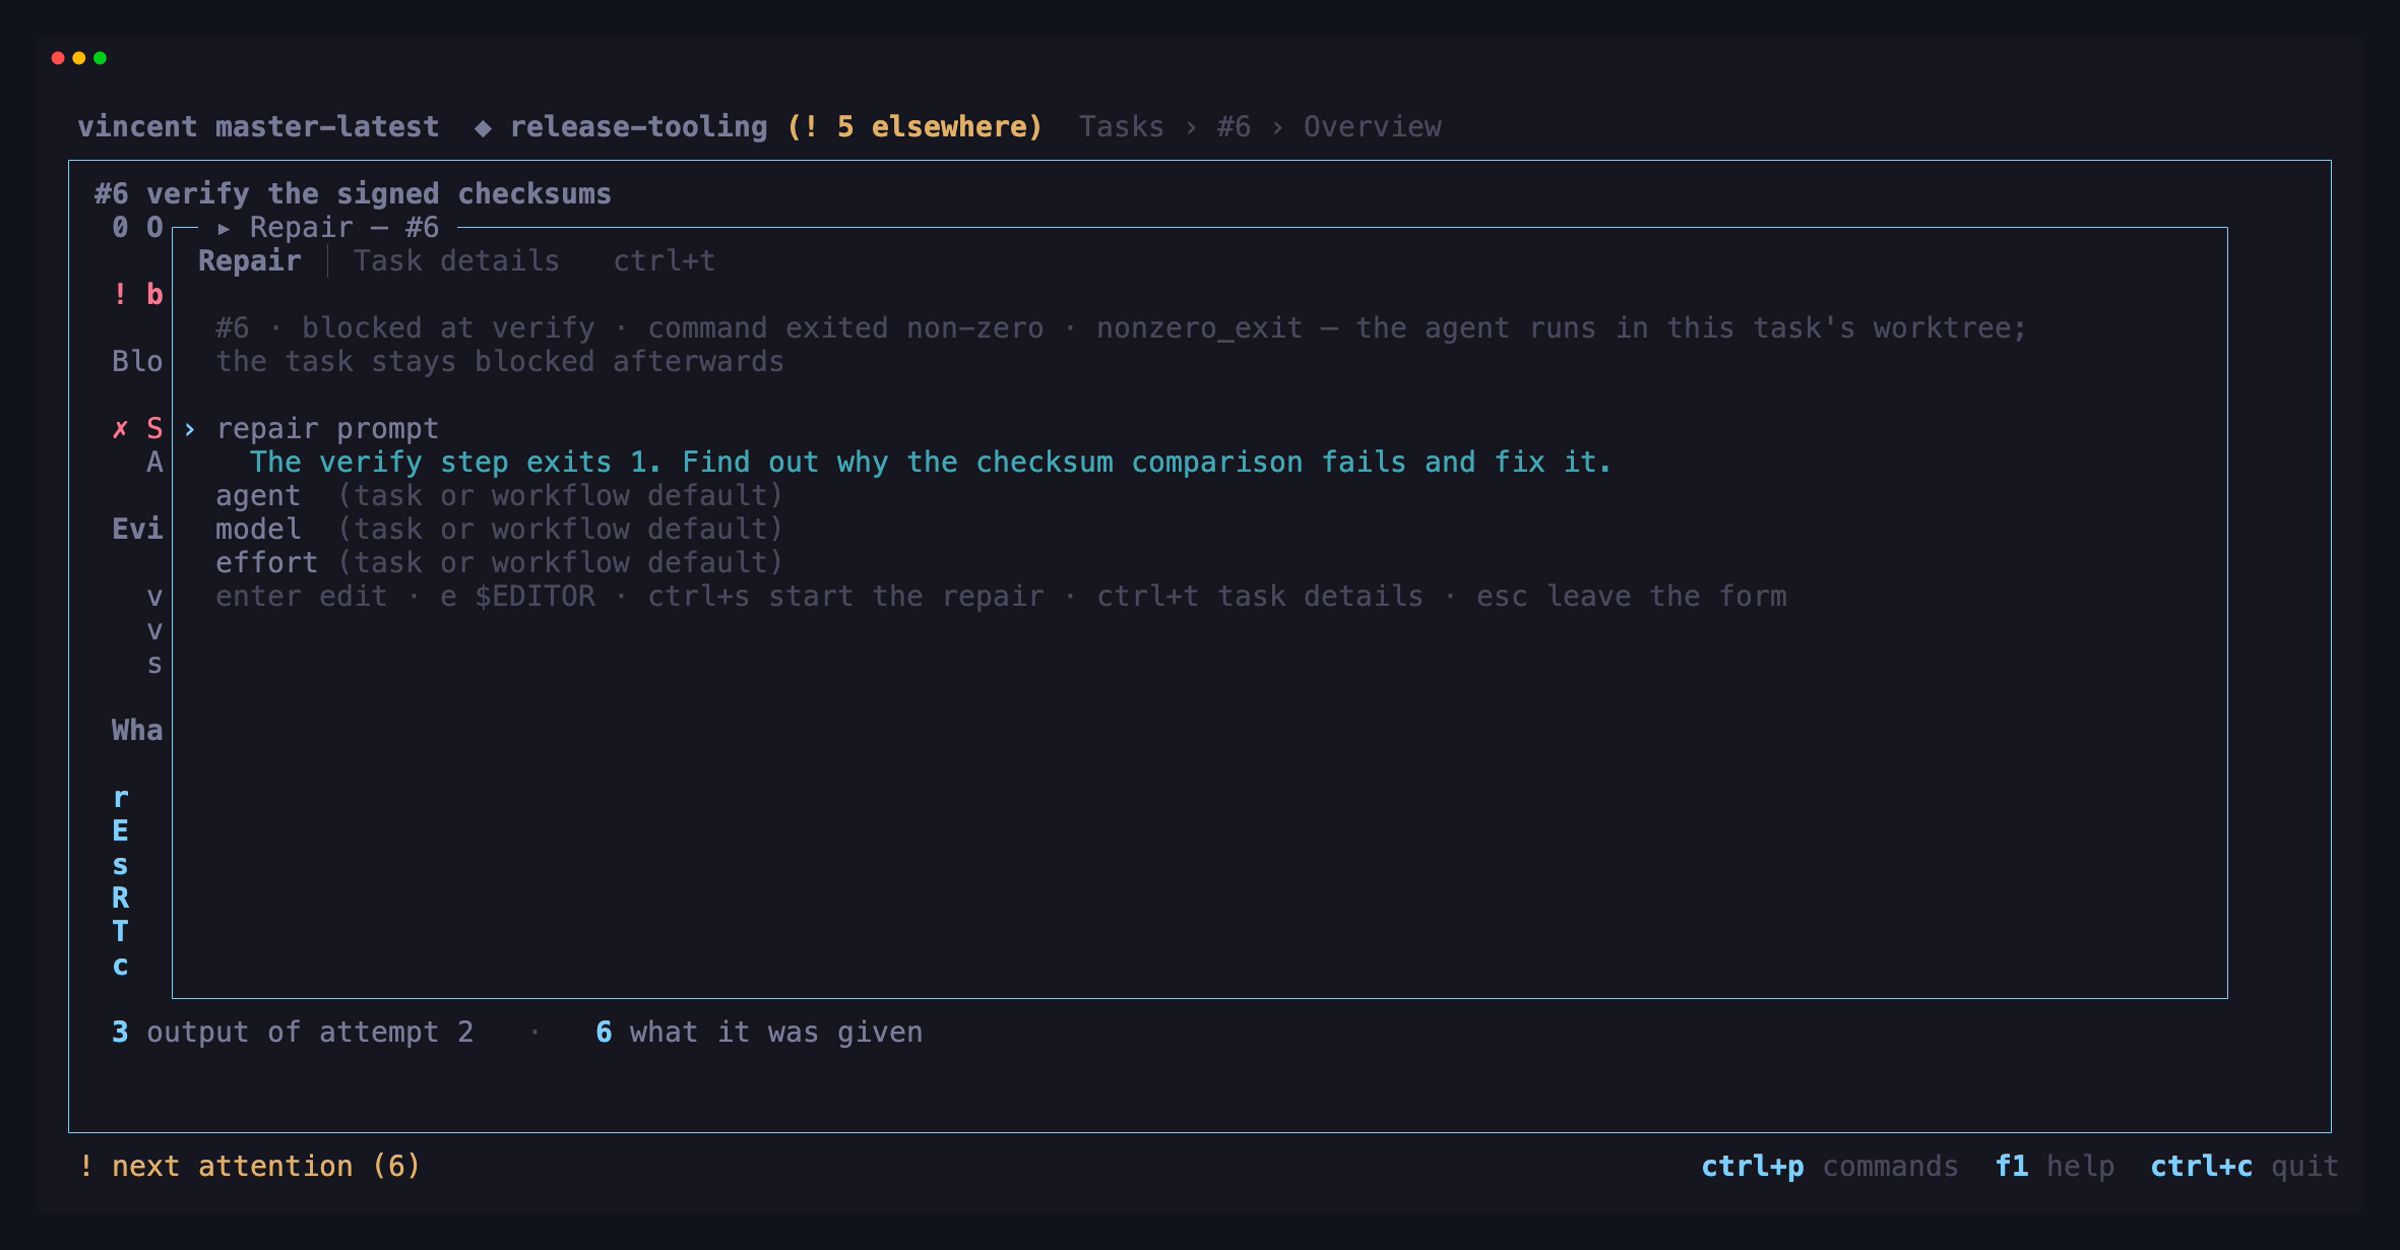 vincent master-latest ◆ release-tooling (! 5 elsewhere) Tasks › #6 › Overview
#6 verify the signed checksums
0 O ▸ Repair — #6
Repair │ Task details ctrl+t
! b
#6 · blocked at verify · command exited non-zero · nonzero_exit — the agent runs in this task's worktree;
Blo the task stays blocked afterwards
✗ S › repair prompt
A The verify step exits 1. Find out why the checksum comparison fails and fix it.
agent (task or workflow default)
Evi model (task or workflow default)
effort (task or workflow default)
v enter edit · e $EDITOR · ctrl+s start the repair · ctrl+t task details · esc leave the form
v
s
Wha
r
E
s
R
T
c
3 output of attempt 2 · 6 what it was given
! next attention (6) ctrl+p commands f1 help ctrl+c quit